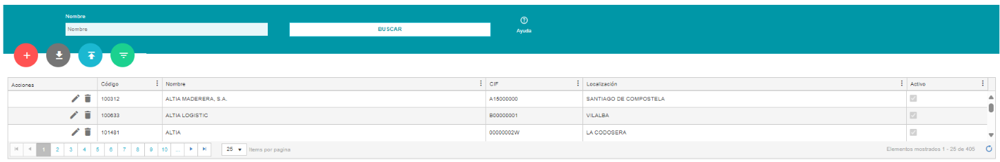 Nombre
Nombre
BUSCAR
Ayuda
Acciones Código Nombre CIF Localización Activo
100312 ALTIA MADERERA, S.A. A15000000 SANTIAGO DE COMPOSTELA
100633 ALTIA LOGISTIC B00000001 VILALBA
101481 ALTIA 00000002W LA CODOSERA
1 2 3 4 5 6 7 8 9 10 ... 25 Items por pagina Elementos mostrados 1 - 25 de 405